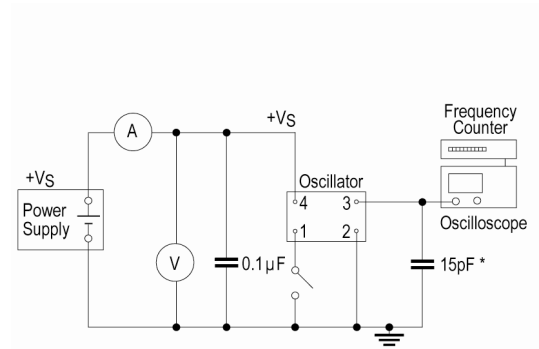 Frequency
Counter
+VS
A
Oscillator
+VS
4 3
Power
Supply
1 2
Oscilloscope
V
0.1µF
15pF *